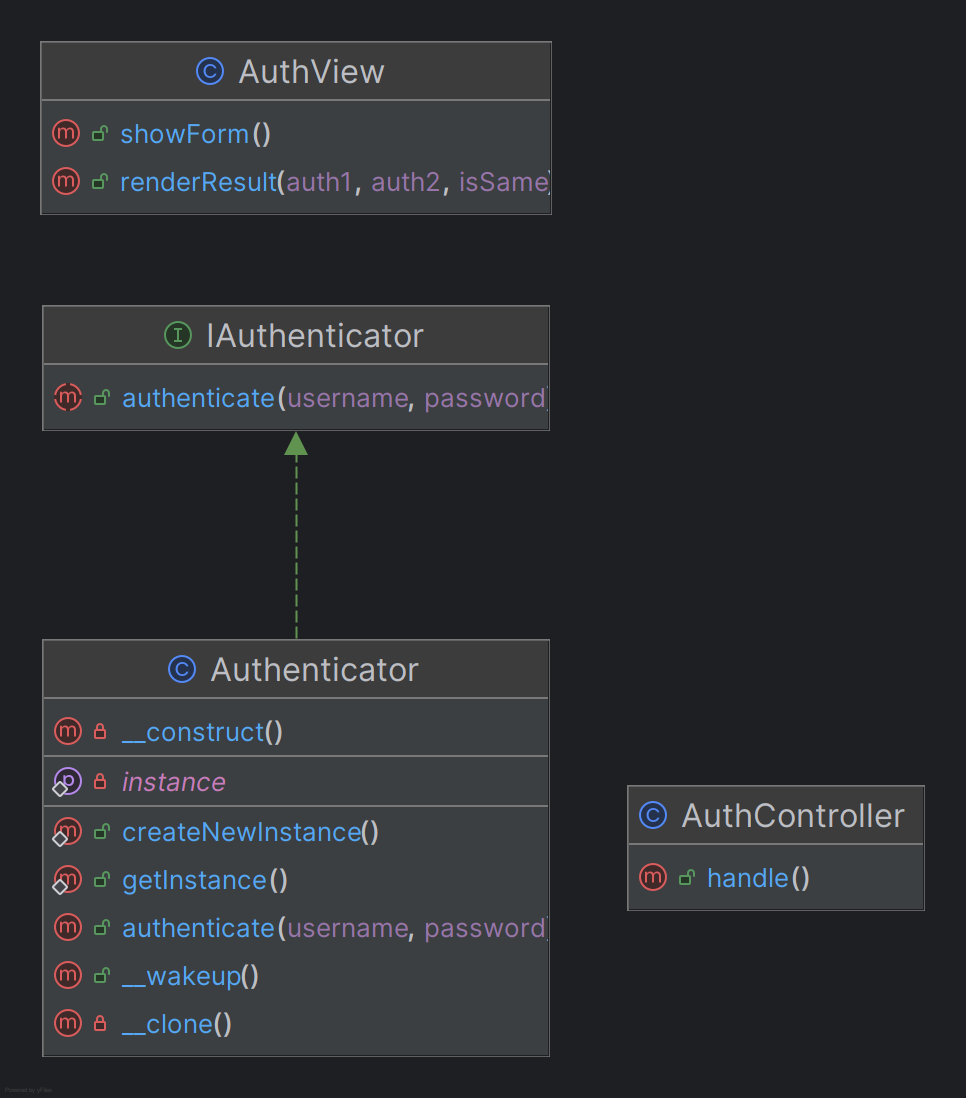 AuthView
showForm()
renderResult(auth1, auth2, isSame)
IAuthenticator
authenticate(username, password)
Authenticator
__construct()
instance
createNewInstance()
getInstance()
authenticate(username, password)
__wakeup()
__clone()
AuthController
handle()
Powered by yFiles